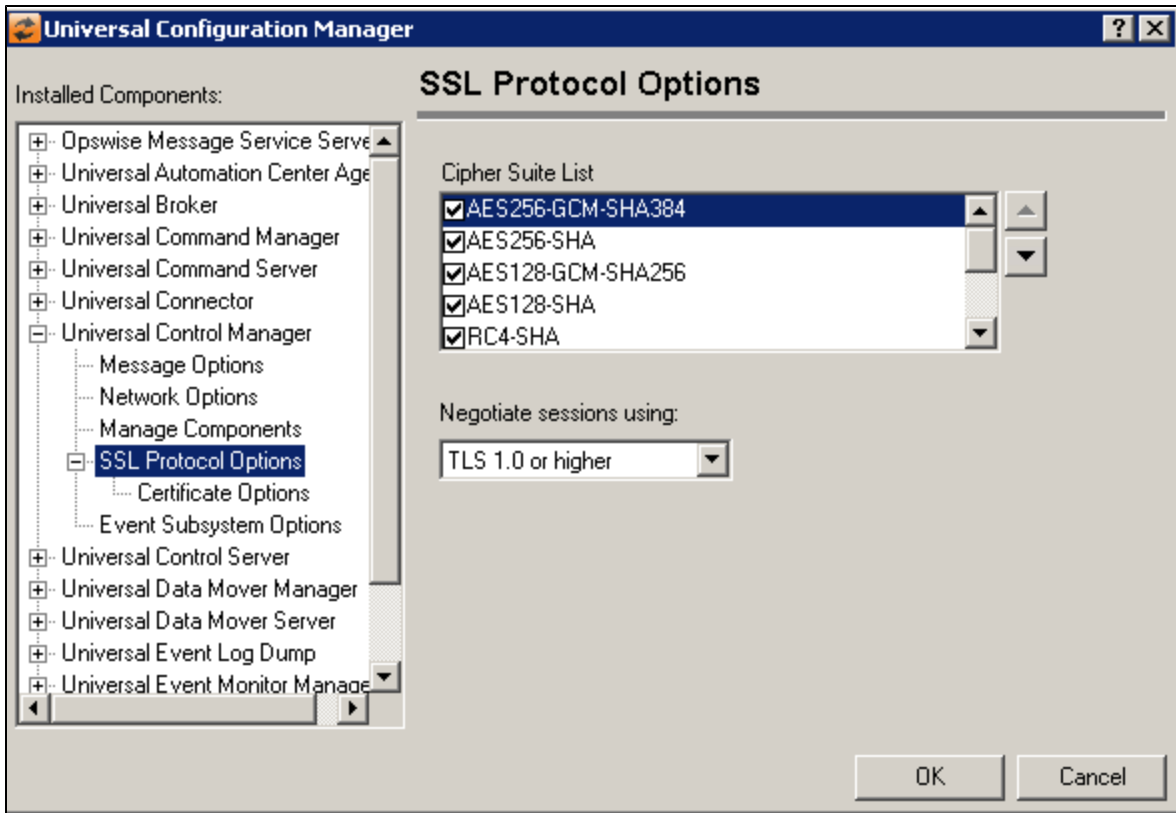 Universal Configuration Manager
Installed Components:
Opswise Message Service Serve
Universal Automation Center Age
Universal Broker
Universal Command Manager
Universal Command Server
Universal Connector
Universal Control Manager
Message Options
Network Options
Manage Components
SSL Protocol Options
Certificate Options
Event Subsystem Options
Universal Control Server
Universal Data Mover Manager
Universal Data Mover Server
Universal Event Log Dump
Universal Event Monitor Manage
SSL Protocol Options
Cipher Suite List
AES256-GCM-SHA384
AES256-SHA
AES128-GCM-SHA256
AES128-SHA
RC4-SHA
Negotiate sessions using:
TLS 1.0 or higher
OK
Cancel